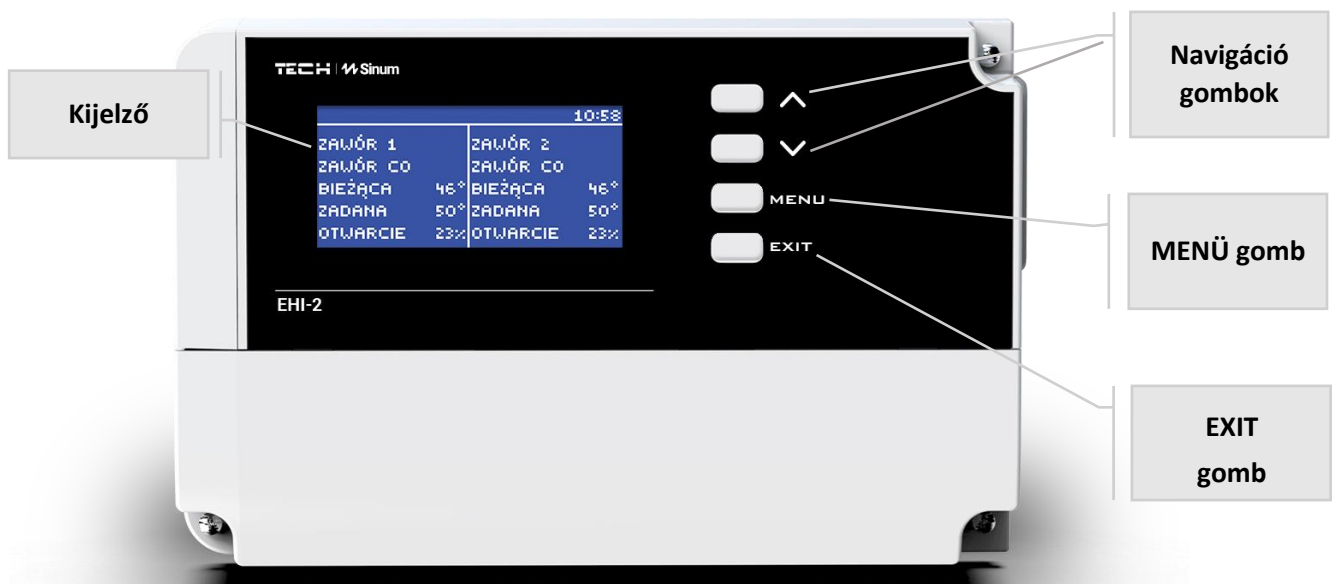 TECH Sinum
Kijelző
10:58
ZAWÓR 1 ZAWÓR 2
ZAWÓR CO ZAWÓR CO
BIEŻĄCA 46° BIEŻĄCA 46°
ZADANA 50° ZADANA 50°
OTWARCIE 23% OTWARCIE 23%
MENU
EXIT
EHI-2
Navigáció
gombok
MENÜ gomb
EXIT
gomb